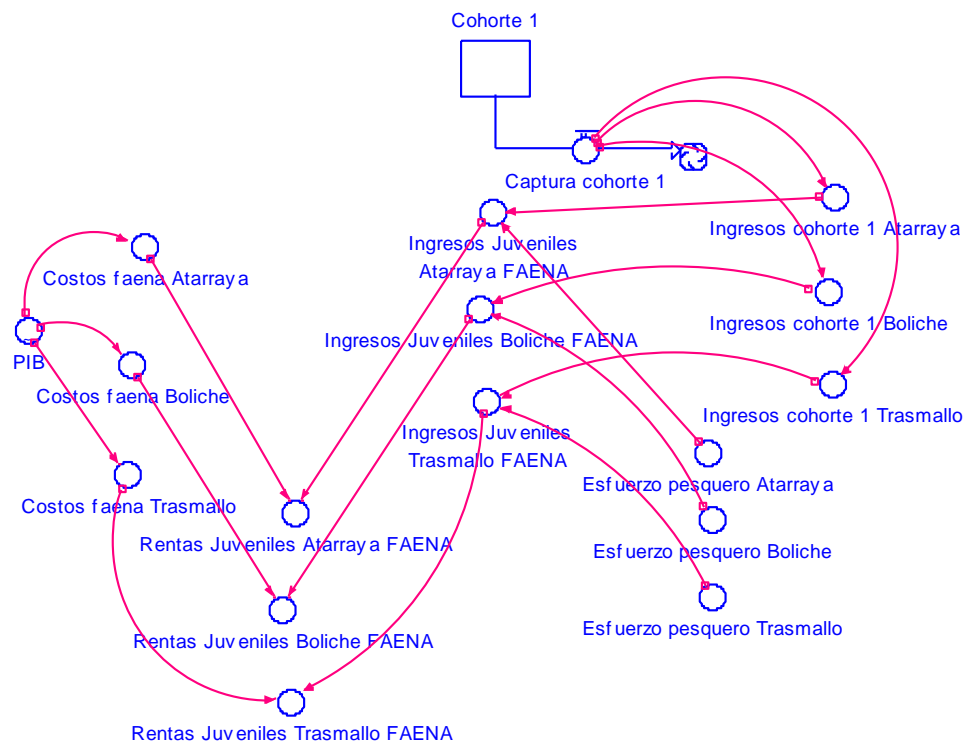 Cohorte 1
Captura cohorte 1
Ingresos cohorte 1 Atarraya
Ingresos Juveniles
Atarraya FAENA
Costos faena Atarraya
Ingresos cohorte 1 Boliche
Ingresos Juveniles Boliche FAENA
PIB
Costos faena Boliche
Ingresos cohorte 1 Trasmallo
Ingresos Juveniles
Trasmallo FAENA
Esfuerzo pesquero Atarraya
Costos faena Trasmallo
Rentas Juveniles Atarraya FAENA
Esfuerzo pesquero Boliche
Esfuerzo pesquero Trasmallo
Rentas Juveniles Boliche FAENA
Rentas Juveniles Trasmallo FAENA